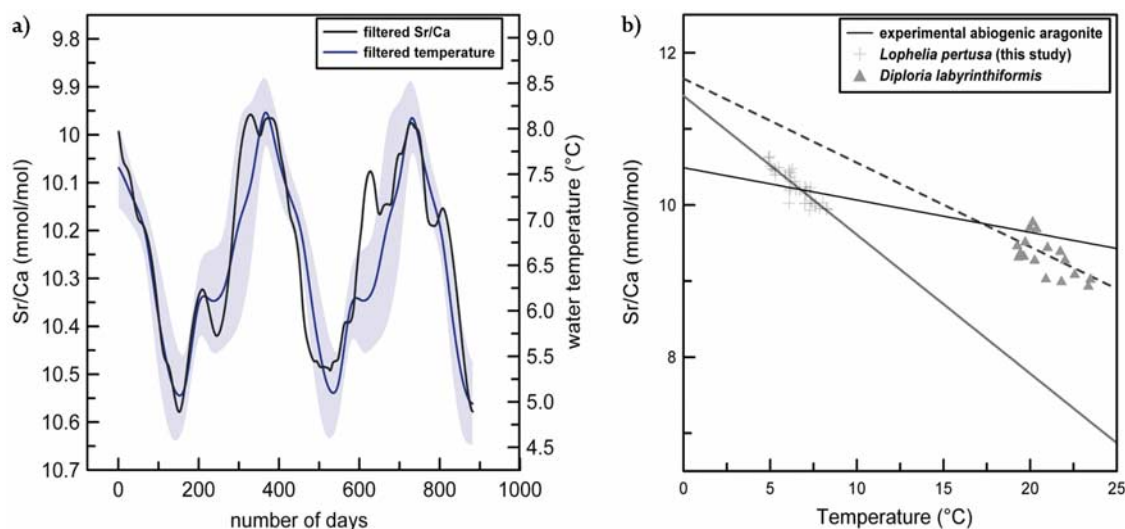 a)
filtered Sr/Ca
filtered temperature
9.8
9.9
10
10.1
10.2
10.3
10.4
10.5
10.6
10.7
Sr/Ca (mmol/mol)
9.0
8.5
8.0
7.5
7.0
6.5
6.0
5.5
5.0
4.5
water temperature (°C)
0 200 400 600 800 1000
number of days
b)
experimental abiogenic aragonite
Lophelia pertusa (this study)
Diploria labyrinthiformis
12
10
8
Sr/Ca (mmol/mol)
0 5 10 15 20 25
Temperature (°C)